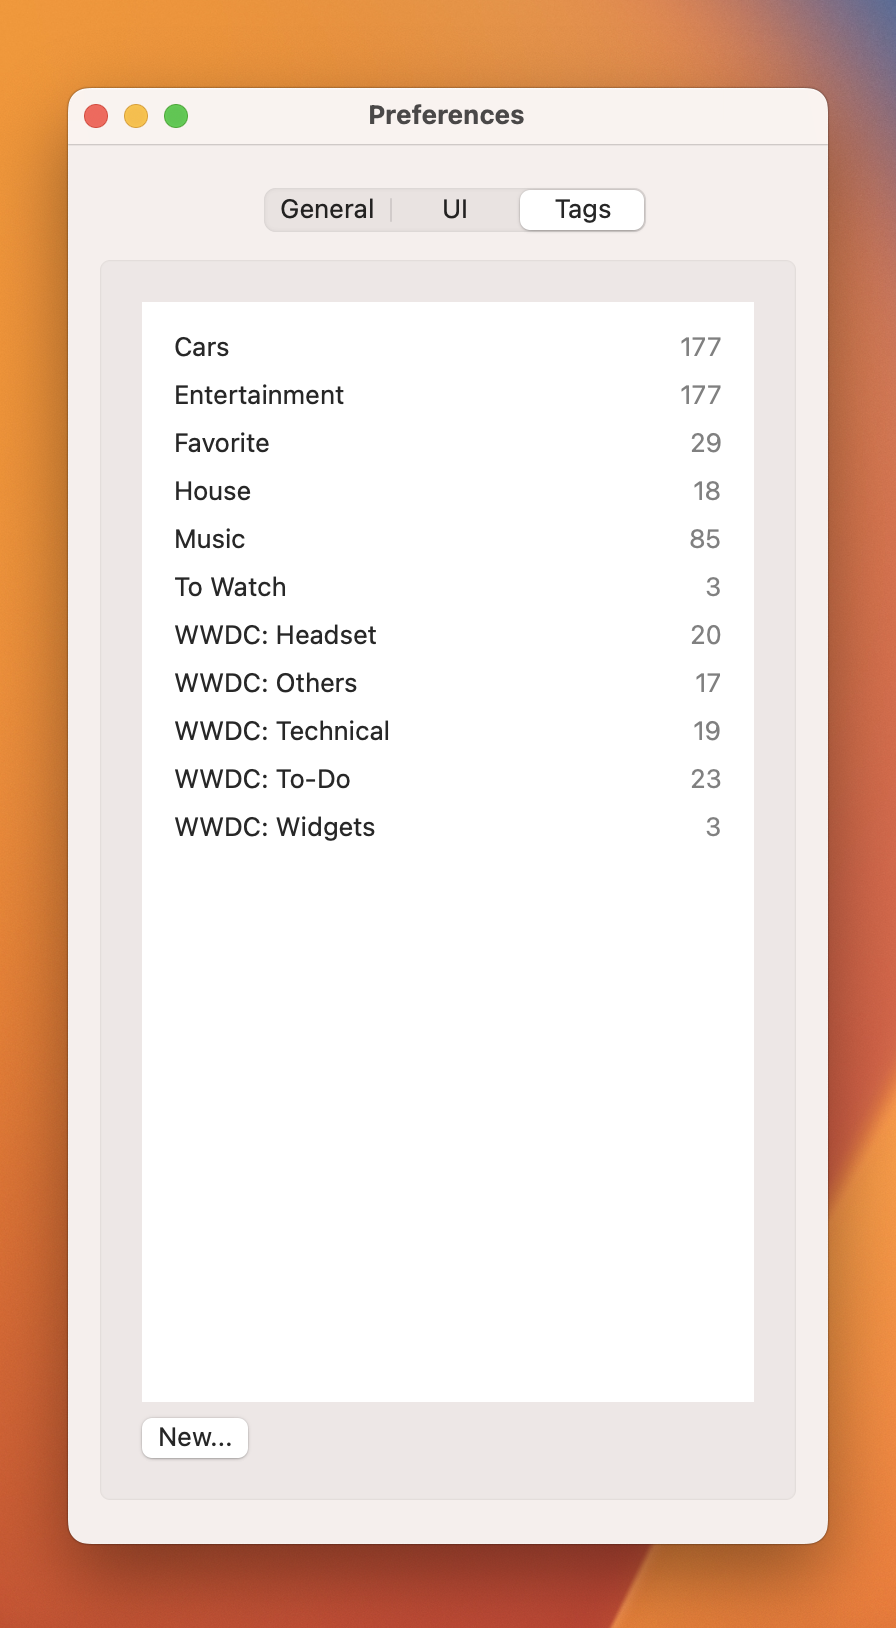 Preferences
General UI Tags
Cars 177
Entertainment 177
Favorite 29
House 18
Music 85
To Watch 3
WWDC: Headset 20
WWDC: Others 17
WWDC: Technical 19
WWDC: To-Do 23
WWDC: Widgets 3
New...